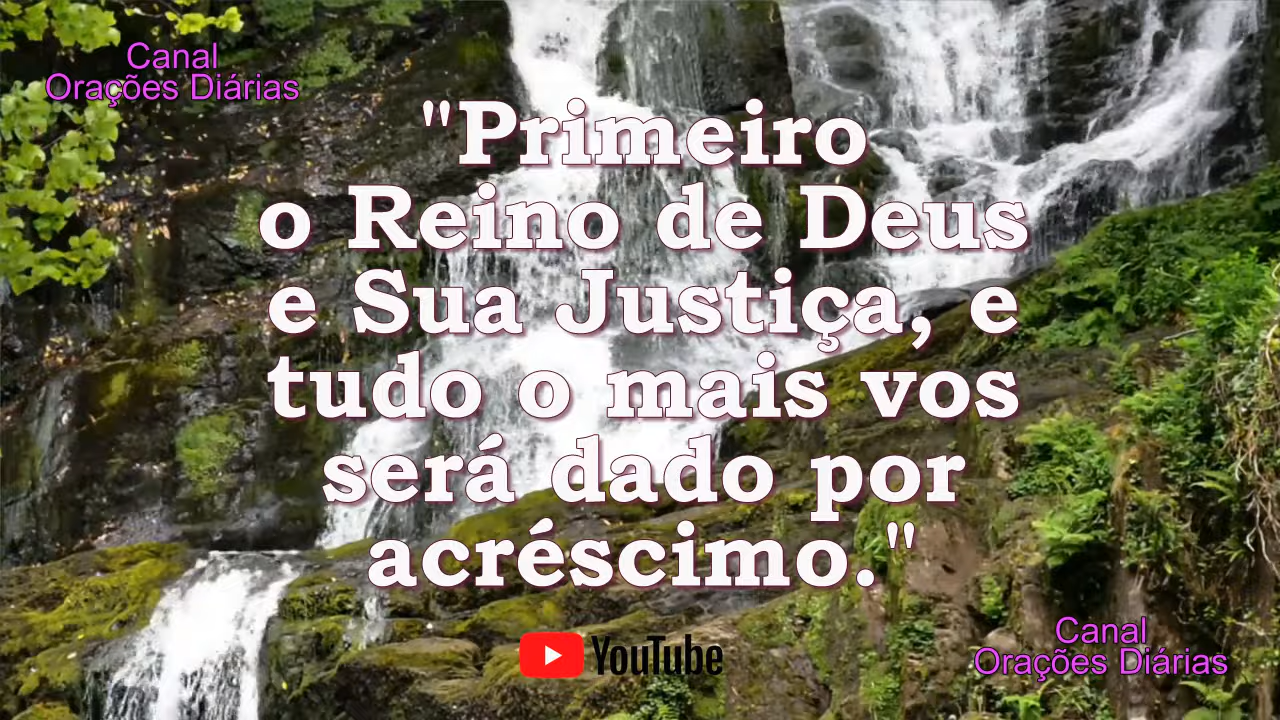 Canal
Orações Diárias
"Primeiro
o Reino de Deus
e Sua Justiça, e
tudo o mais vos
será dado por
acréscimo."
YouTube
Canal
Orações Diárias